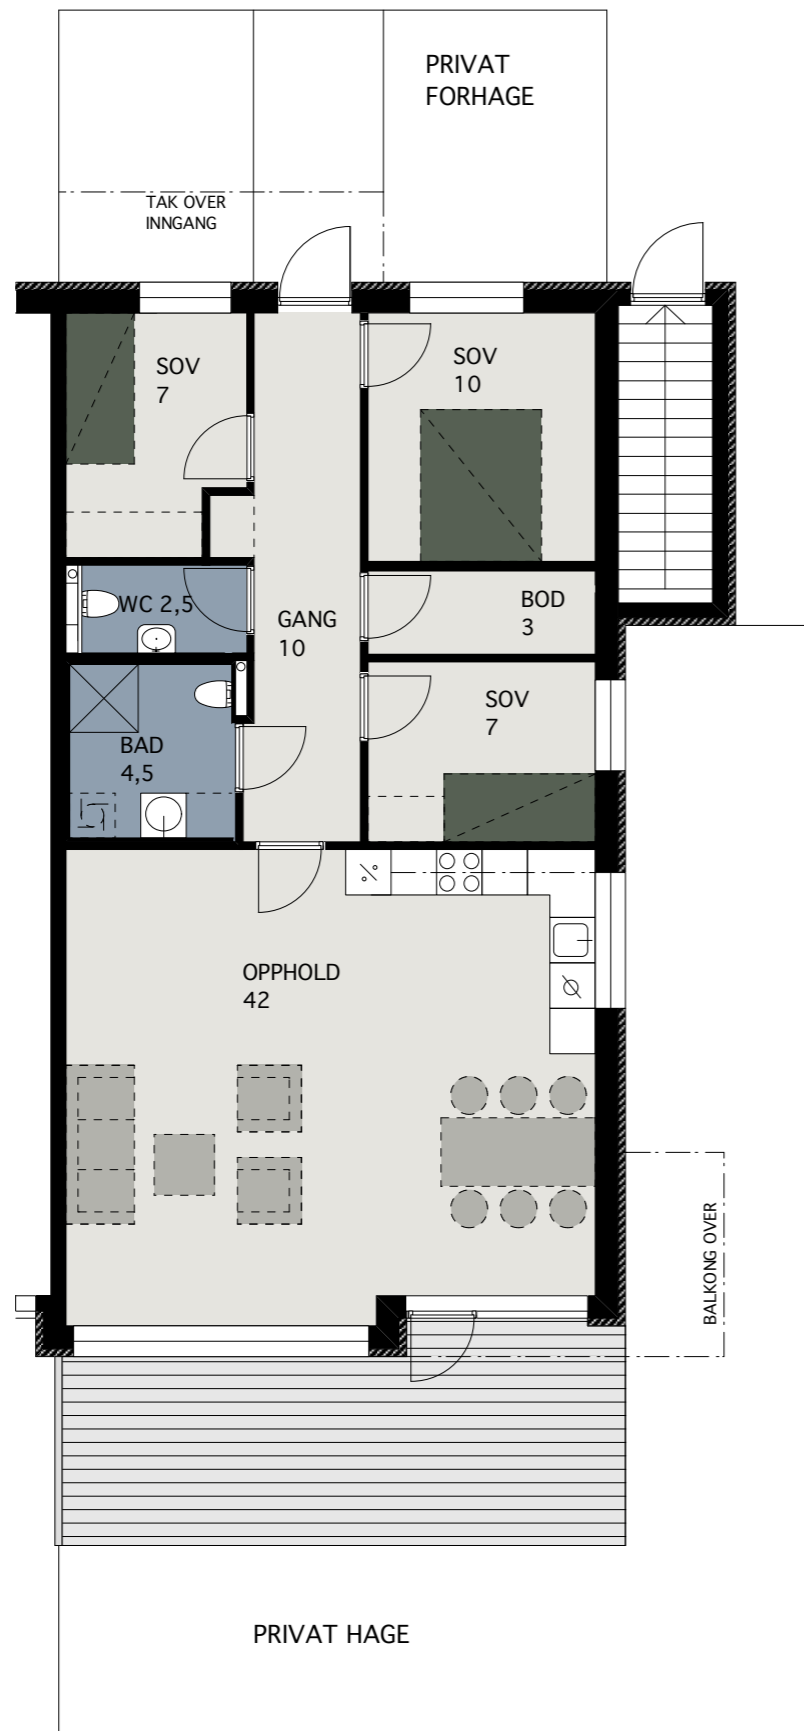 PRIVAT
FORHAGE
TAK OVER
INNGANG
SOV
7
SOV
10
WC 2,5
GANG
10
BOD
3
SOV
7
BAD
4,5
OPPHOLD
42
BALKONG OVER
PRIVAT HAGE